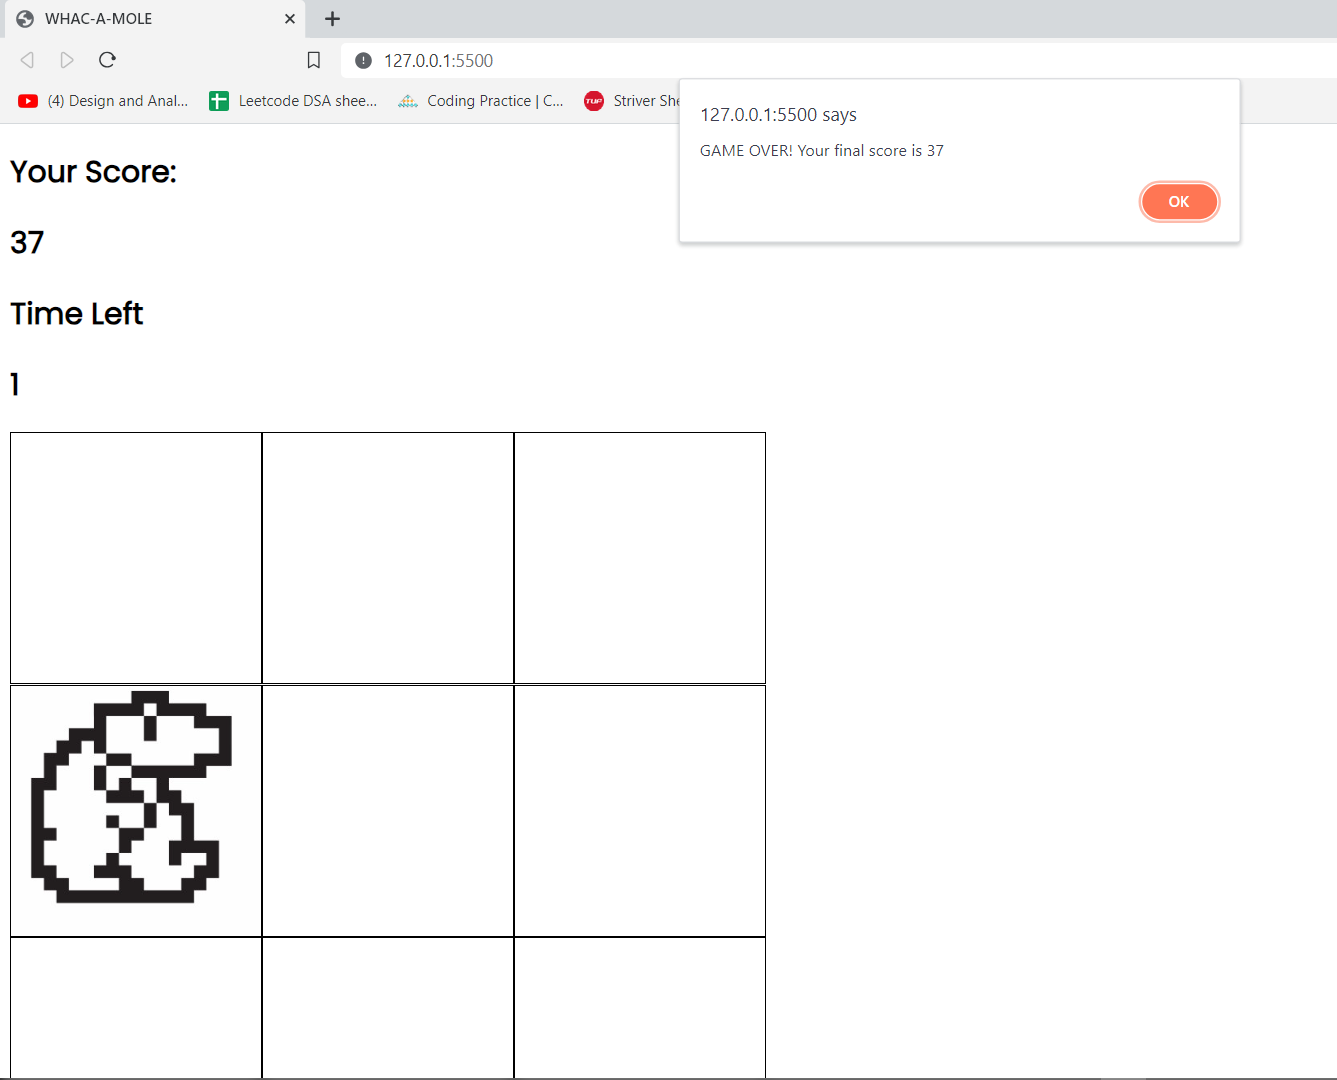 WHAC-A-MOLE
127.0.0.1:5500
(4) Design and Anal...
Leetcode DSA shee...
Coding Practice | C...
TUF
Striver She
127.0.0.1:5500 says
GAME OVER! Your final score is 37
OK
Your Score:
37
Time Left
1